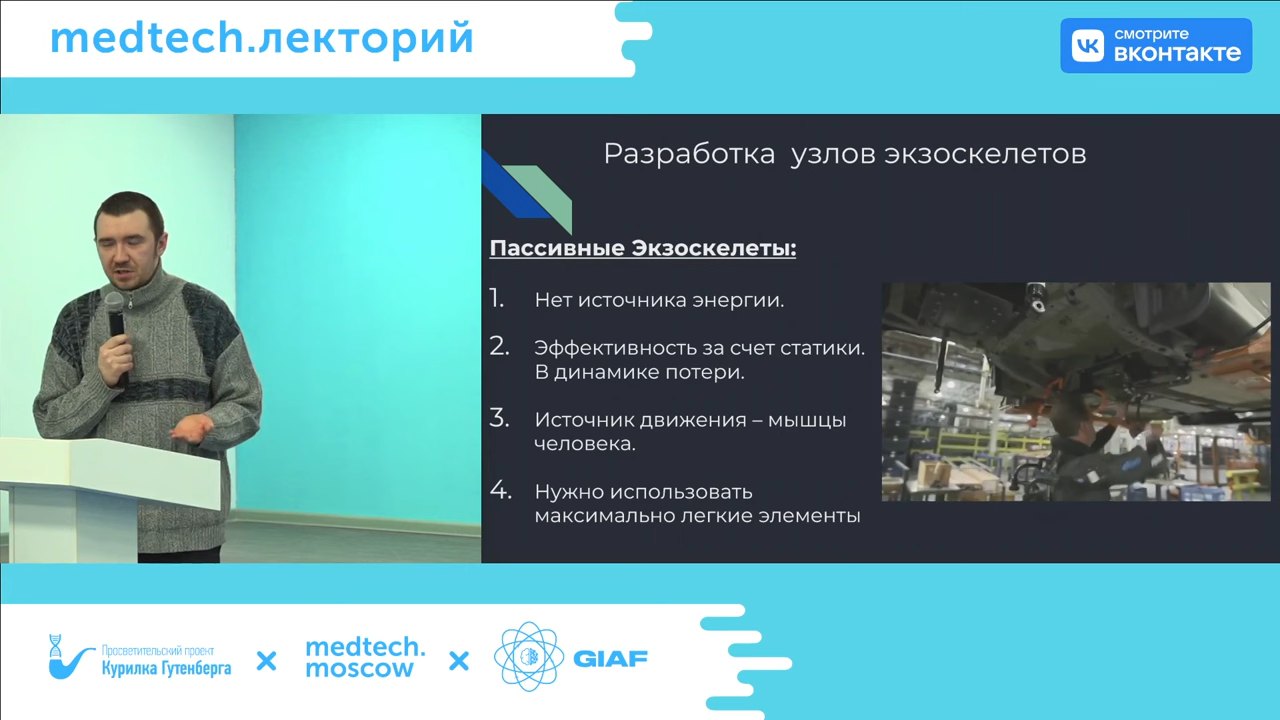 medtech.лекторий
смотрите
вконтакте
Разработка узлов экзоскелетов
Пассивные Экзоскелеты:
1. Нет источника энергии.
2. Эффективность за счет статики.
В динамике потери.
3. Источник движения – мышцы
человека.
4. Нужно использовать
максимально легкие элементы
Просветительский проект
Курилка Гутенберга
medtech.
moscow
GIAF